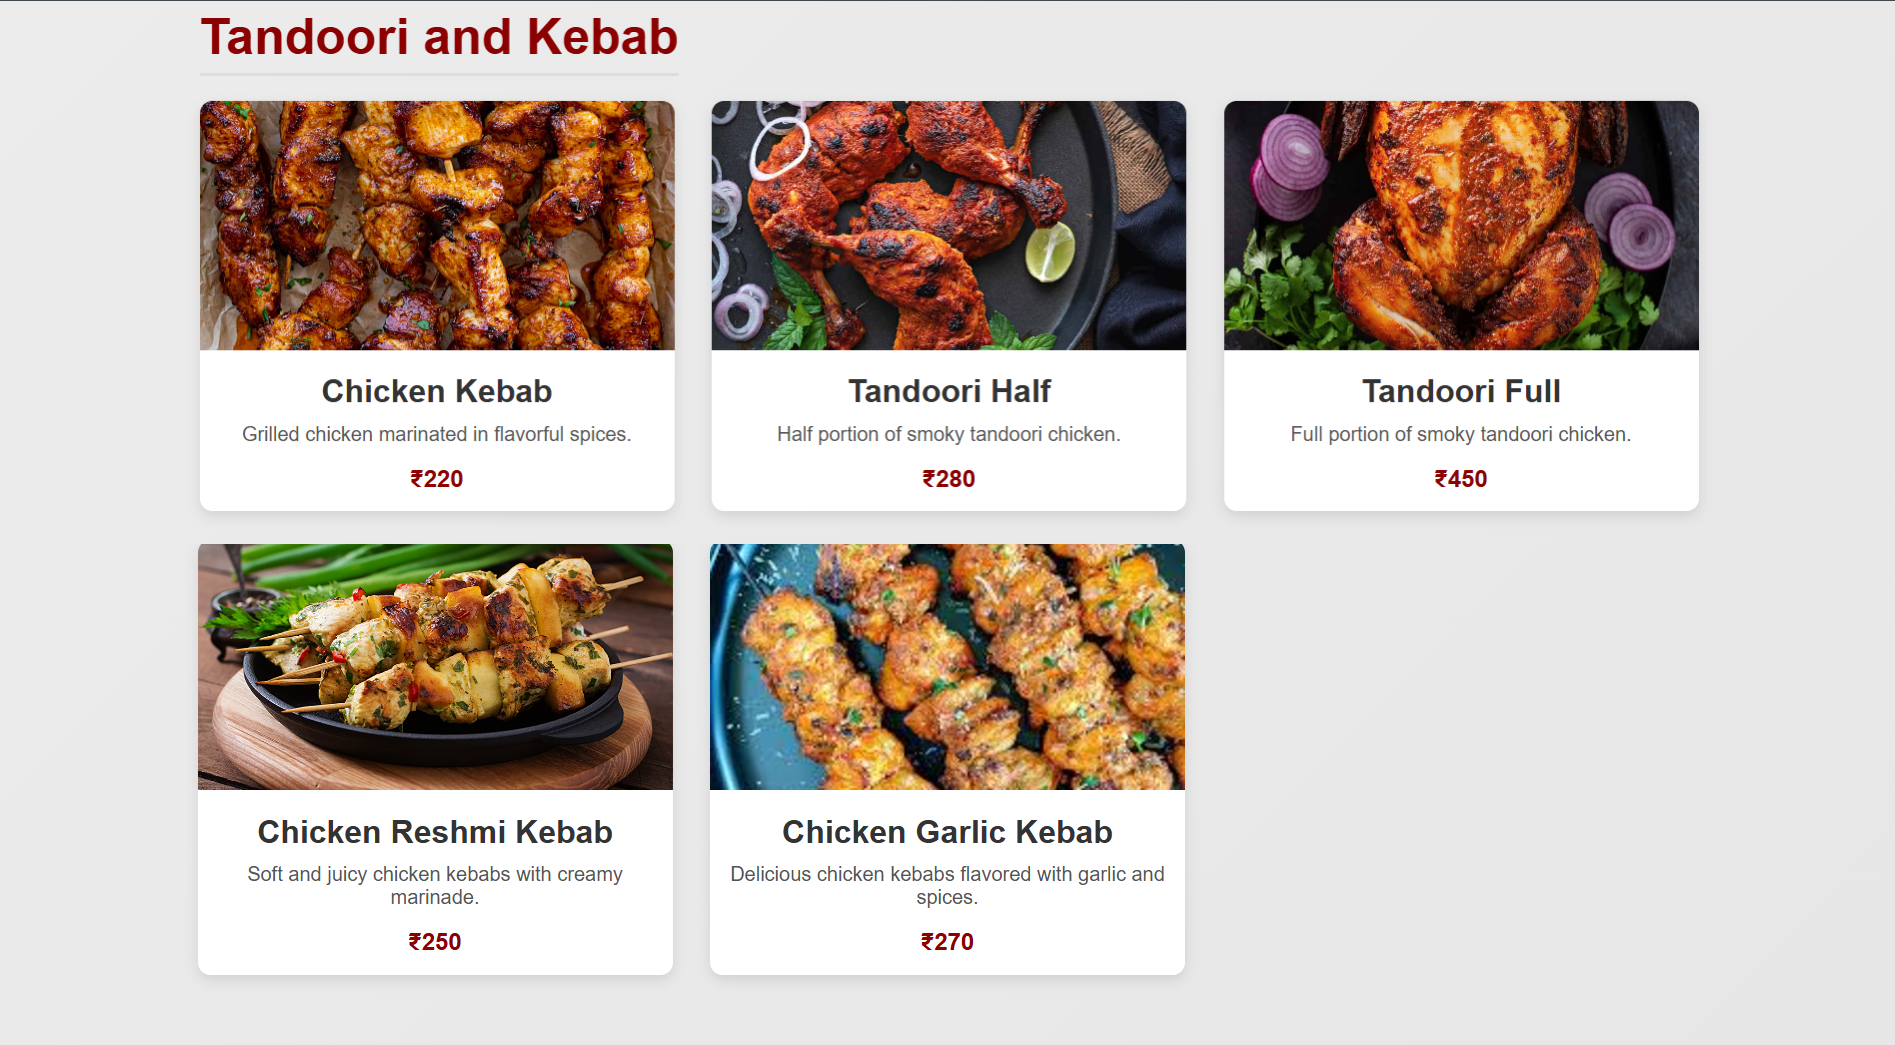 Tandoori and Kebab
Chicken Kebab
Grilled chicken marinated in flavorful spices.
₹220
Tandoori Half
Half portion of smoky tandoori chicken.
₹280
Tandoori Full
Full portion of smoky tandoori chicken.
₹450
Chicken Reshmi Kebab
Soft and juicy chicken kebabs with creamy
marinade.
₹250
Chicken Garlic Kebab
Delicious chicken kebabs flavored with garlic and
spices.
₹270